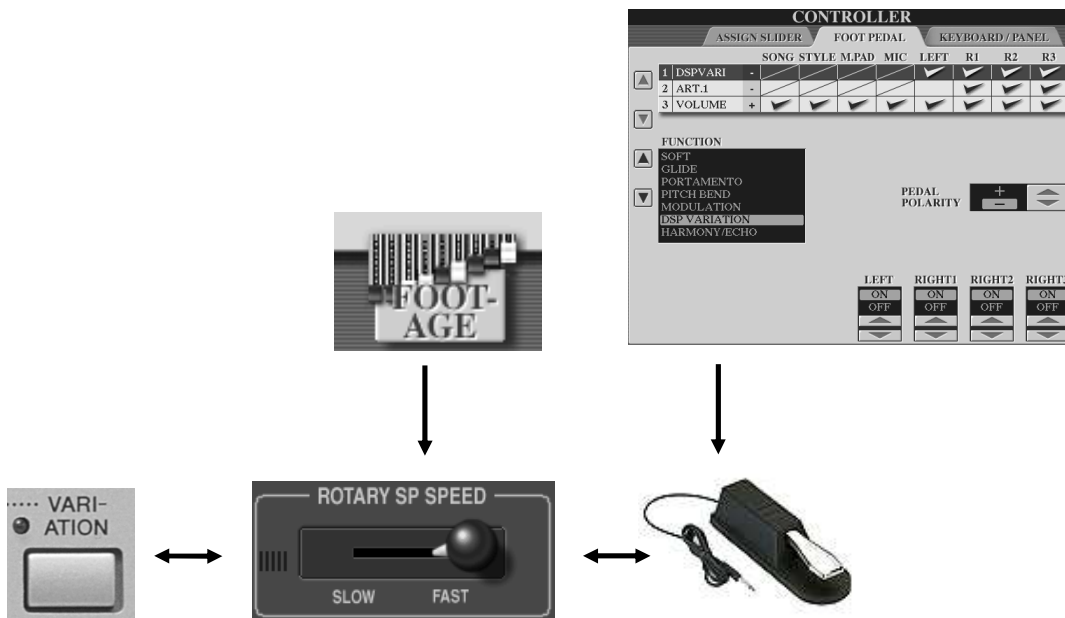 CONTROLLER
ASSIGN SLIDER FOOT PEDAL KEYBOARD / PANEL
SONG STYLE M.PAD MIC LEFT R1 R2 R3
1 DSPVARI -
2 ART.1 -
3 VOLUME +
FUNCTION
SOFT
GLIDE
PORTAMENTO
PITCH BEND
MODULATION
DSP VARIATION
HARMONY/ECHO
PEDAL
POLARITY
+
−
LEFT RIGHT1 RIGHT2 RIGHT3
ON ON ON ON
OFF OFF OFF OFF
FOOT-
AGE
..... VARI-
ATION
ROTARY SP SPEED
SLOW FAST